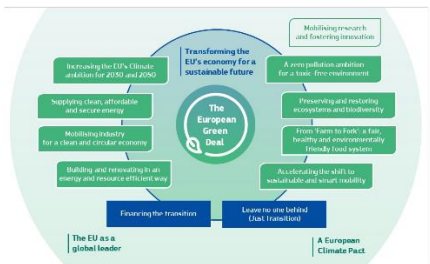 Mobilising research
and fostering innovation
Transforming the
EU's economy for a
sustainable future
Increasing the EU's Climate
ambition for 2030 and 2050
A zero pollution ambition
for a toxic-free environment
Supplying clean, affordable
and secure energy
Preserving and restoring
ecosystems and biodiversity
The
European
Green
Deal
Mobilising industry
for a clean and circular economy
From 'Farm to Fork': a fair,
healthy and environmentally
friendly food system
Building and renovating in an
energy and resource efficient way
Accelerating the shift to
sustainable and smart mobility
Financing the transition
Leave no one behind
(Just Transition)
The EU as a
global leader
A European
Climate Pact